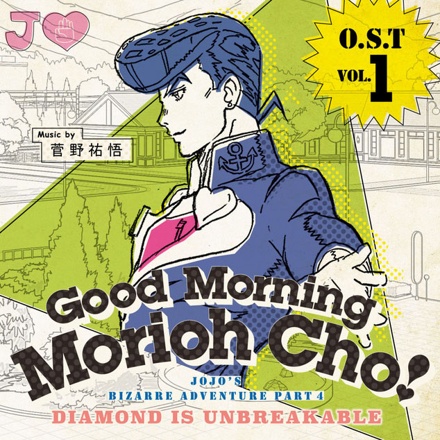 J
O.S.T
VOL.1
Music by
菅野祐悟
Good Morning
Morioh Cho!
JOJO'S
BIZARRE ADVENTURE PART 4
DIAMOND IS UNBREAKABLE